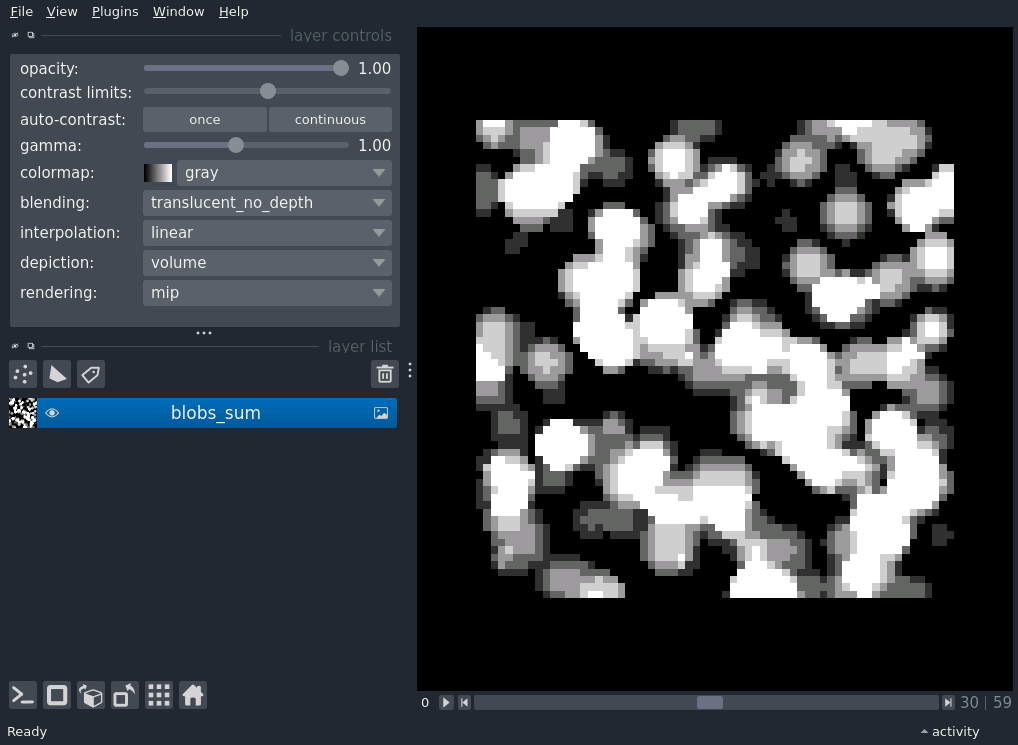 File View Plugins Window Help
layer controls
opacity: 1.00
contrast limits:
auto-contrast: once continuous
gamma: 1.00
colormap: gray
blending: translucent_no_depth
interpolation: linear
depiction: volume
rendering: mip
layer list
blobs_sum
0 30 | 59
Ready activity